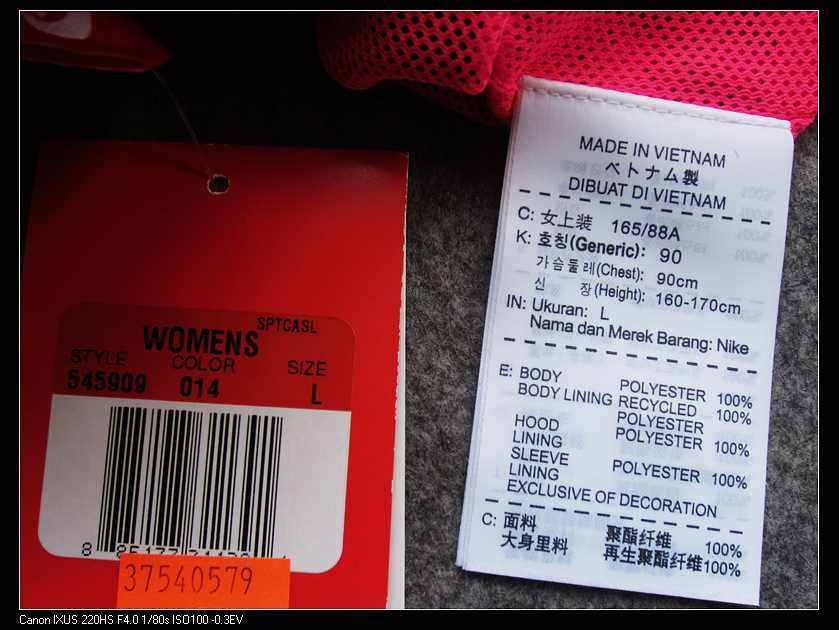 SPTCASL
WOMENS
STYLE COLOR SIZE
545909 014 L
37540579
MADE IN VIETNAM
ベトナム製
DIBUAT DI VIETNAM
C: 女上装 165/88A
K: 호칭(Generic): 90
가슴둘레(Chest): 90cm
신 장(Height): 160-170cm
IN: Ukuran: L
Nama dan Merek Barang: Nike
E: BODY POLYESTER 100%
BODY LINING RECYCLED 100%
POLYESTER
HOOD POLYESTER 100%
LINING
SLEEVE POLYESTER 100%
LINING
EXCLUSIVE OF DECORATION
C: 面料 聚酯纤维 100%
大身里料 再生聚酯纤维100%
Canon IXUS 220HS F4.0 1/80s ISO100 -0.3EV